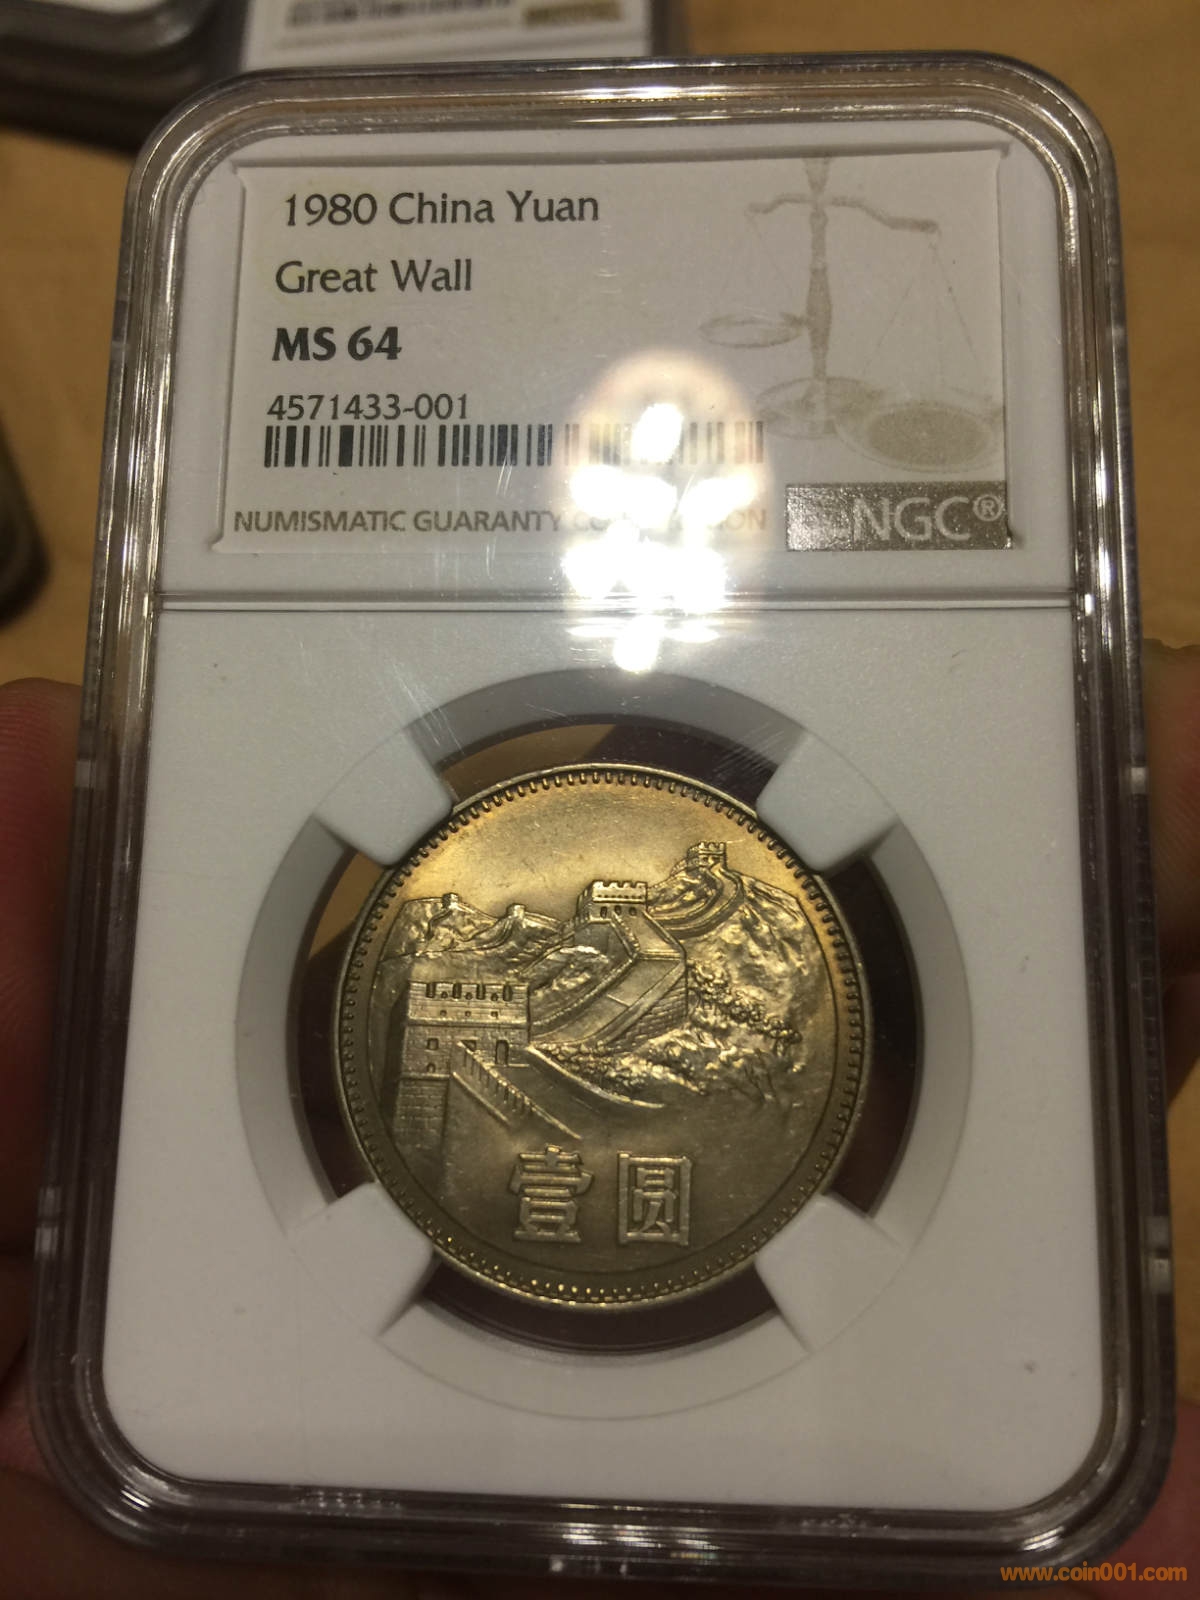 1980 China Yuan
Great Wall
MS 64
4571433-001
NUMISMATIC GUARANTY
NGC®
壹圆
www.coin001.com